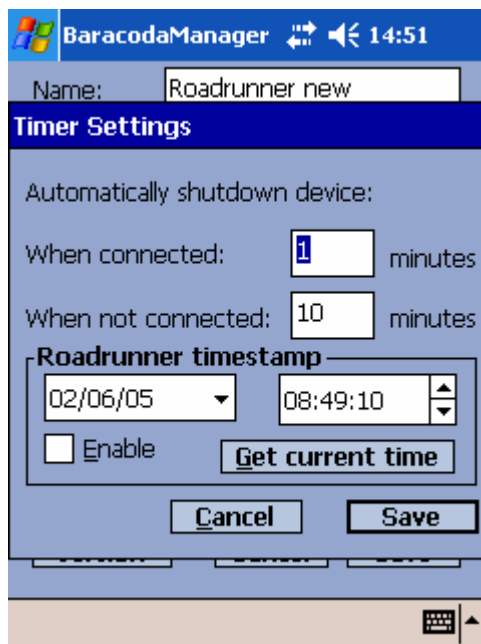 BaracodaManager 14:51
Name: Roadrunner new
Timer Settings
Automatically shutdown device:
When connected: 1 minutes
When not connected: 10 minutes
Roadrunner timestamp
02/06/05 08:49:10
Enable Get current time
Cancel Save